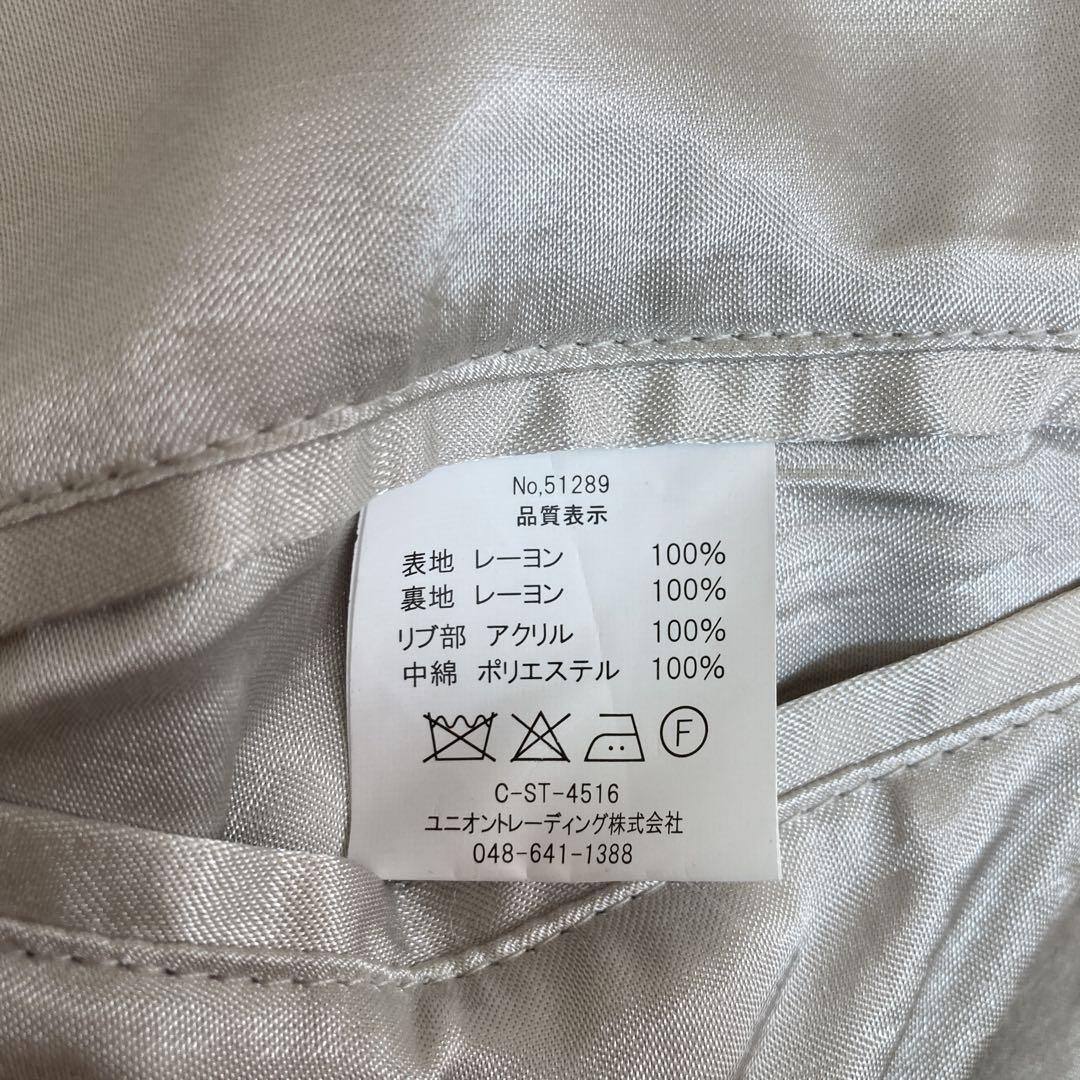 No,51289
品質表示
表地 レーヨン 100%
裏地 レーヨン 100%
リブ部 アクリル 100%
中綿 ポリエステル 100%
F
C-ST-4516
ユニオントレーディング株式会社
048-641-1388